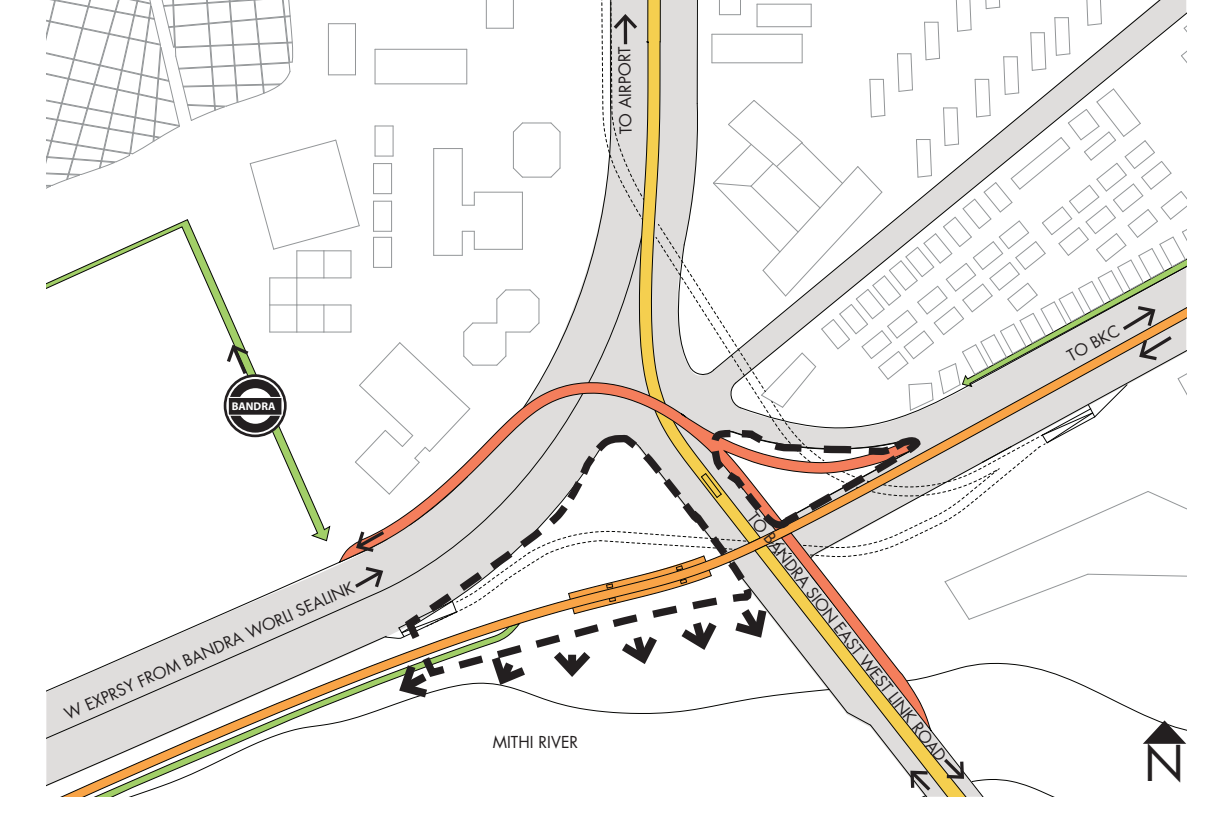 TO AIRPORT
TO BKC
BANDRA
TO BANDRA SION EAST WEST LINK ROAD
W EXPRSY FROM BANDRA WORLI SEALINK
MITHI RIVER
N